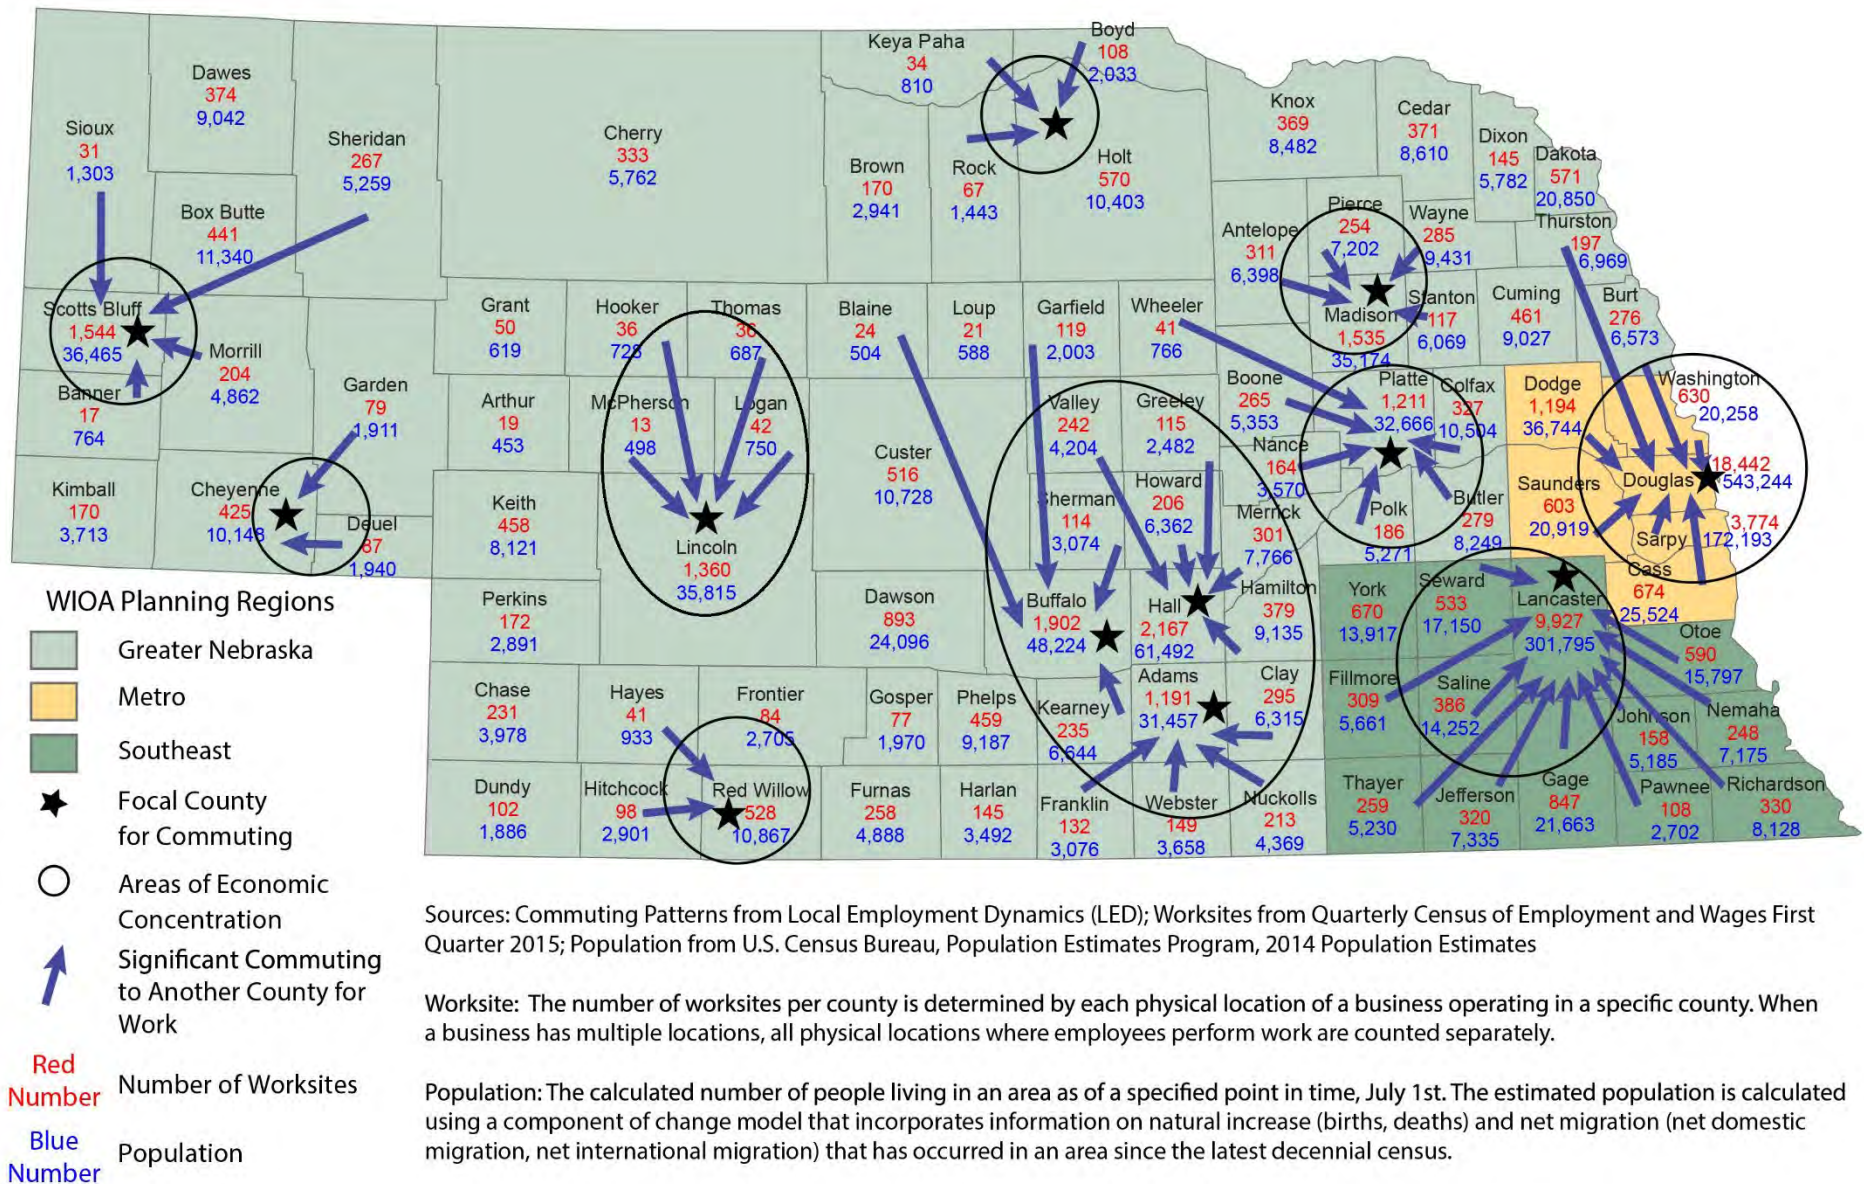 Keya Paha
34
810
Boyd
108
2,033
Dawes
374
9,042
Sioux
31
1,303
Sheridan
267
5,259
Cherry
333
5,762
Brown
170
2,941
Rock
67
1,443
Holt
570
10,403
Knox
369
8,482
Cedar
371
8,610
Dixon
145
5,782
Dakota
571
20,850
Box Butte
441
11,340
Antelope
311
6,398
Pierce
254
7,202
Wayne
285
9,431
Thurston
197
6,969
Scotts Bluff
1,544
36,465
Morrill
204
4,862
Banner
17
764
Garden
79
1,911
Grant
50
619
Hooker
36
728
Thomas
36
687
Blaine
24
504
Loup
21
588
Garfield
119
2,003
Wheeler
41
766
Madison
1,535
35,174
Stanton
117
6,069
Cuming
461
9,027
Burt
276
6,573
Arthur
19
453
McPherson
13
498
Logan
42
750
Custer
516
10,728
Valley
242
4,204
Greeley
115
2,482
Boone
265
5,353
Platte
1,211
32,666
Colfax
327
10,504
Dodge
1,194
36,744
Washington
630
20,258
Nance
164
3,570
Kimball
170
3,713
Cheyenne
425
10,148
Deuel
87
1,940
Keith
458
8,121
Lincoln
1,360
35,815
Sherman
114
3,074
Howard
206
6,362
Merrick
301
7,766
Polk
186
5,271
Butler
279
8,249
Saunders
603
20,919
Douglas
18,442
543,244
Sarpy
3,774
172,193
Cass
674
25,524
Perkins
172
2,891
Dawson
893
24,096
Buffalo
1,902
48,224
Hall
2,167
61,492
Hamilton
379
9,135
York
670
13,917
Seward
533
17,150
Lancaster
9,927
301,795
Otoe
590
15,797
Chase
231
3,978
Hayes
41
933
Frontier
84
2,705
Gosper
77
1,970
Phelps
459
9,187
Kearney
235
6,644
Adams
1,191
31,457
Clay
295
6,315
Fillmore
309
5,661
Saline
386
14,252
Johnson
158
5,185
Nemaha
248
7,175
Dundy
102
1,886
Hitchcock
98
2,901
Red Willow
528
10,867
Furnas
258
4,888
Harlan
145
3,492
Franklin
132
3,076
Webster
149
3,658
Nuckolls
213
4,369
Thayer
259
5,230
Jefferson
320
7,335
Gage
847
21,663
Pawnee
108
2,702
Richardson
330
8,128
WIOA Planning Regions
Greater Nebraska
Metro
Southeast
Focal County
for Commuting
Areas of Economic
Concentration
Significant Commuting
to Another County for
Work
Red
Number
Number of Worksites
Blue
Number
Population
Sources: Commuting Patterns from Local Employment Dynamics (LED); Worksites from Quarterly Census of Employment and Wages First
Quarter 2015; Population from U.S. Census Bureau, Population Estimates Program, 2014 Population Estimates
Worksite: The number of worksites per county is determined by each physical location of a business operating in a specific county. When
a business has multiple locations, all physical locations where employees perform work are counted separately.
Population: The calculated number of people living in an area as of a specified point in time, July 1st. The estimated population is calculated
using a component of change model that incorporates information on natural increase (births, deaths) and net migration (net domestic
migration, net international migration) that has occurred in an area since the latest decennial census.